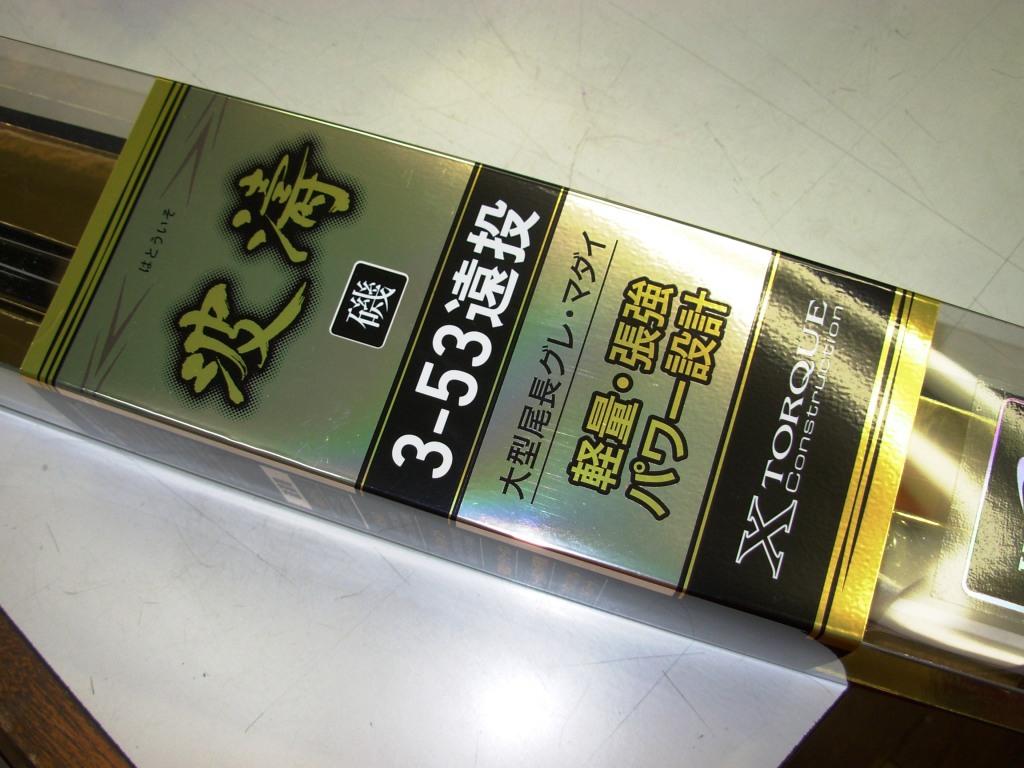 波濤
はとういそ
磯
3-53遠投
大型尾長グレ・マダイ
軽量・張強
パワー設計
X TORQUE
Construction